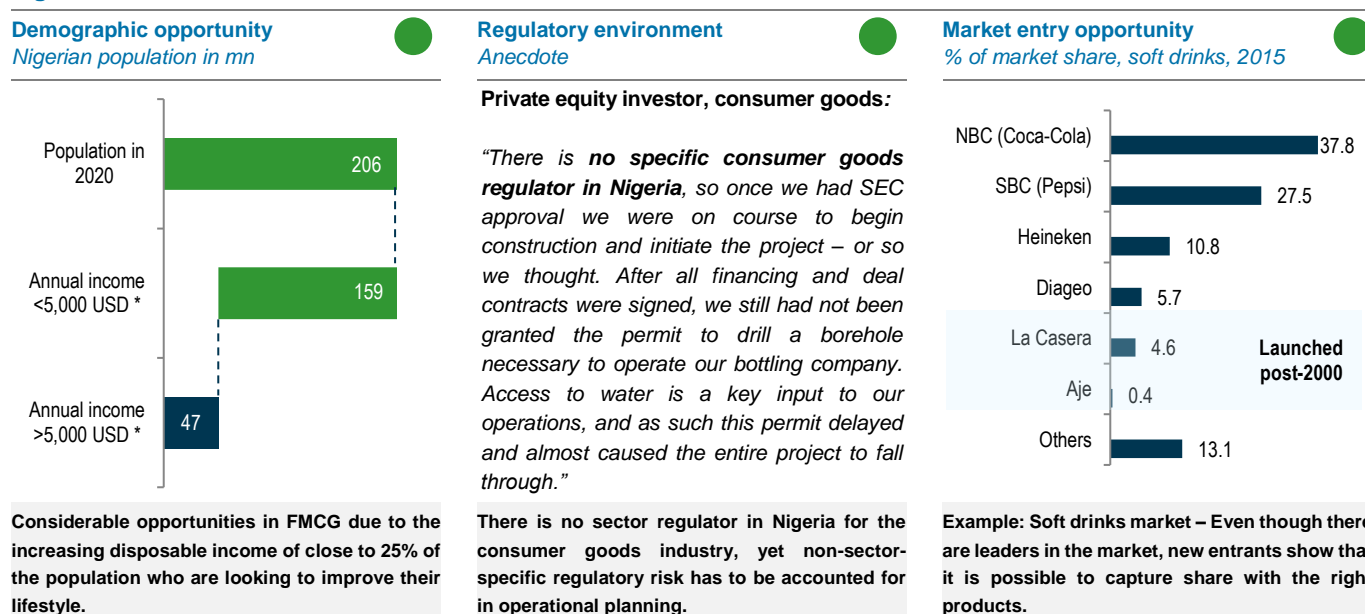 Demographic opportunity
Nigerian population in mn
Population in
2020
206
Annual income
<5,000 USD *
159
Annual income
>5,000 USD *
47
Considerable opportunities in FMCG due to the
increasing disposable income of close to 25% of
the population who are looking to improve their
lifestyle.
Regulatory environment
Anecdote
Private equity investor, consumer goods:
“There is no specific consumer goods
regulator in Nigeria, so once we had SEC
approval we were on course to begin
construction and initiate the project – or so
we thought. After all financing and deal
contracts were signed, we still had not been
granted the permit to drill a borehole
necessary to operate our bottling company.
Access to water is a key input to our
operations, and as such this permit delayed
and almost caused the entire project to fall
through.”
There is no sector regulator in Nigeria for the
consumer goods industry, yet non-sector-
specific regulatory risk has to be accounted for
in operational planning.
Market entry opportunity
% of market share, soft drinks, 2015
NBC (Coca-Cola)
37.8
SBC (Pepsi)
27.5
Heineken
10.8
Diageo
5.7
La Casera
4.6
Launched
post-2000
Aje
0.4
Others
13.1
Example: Soft drinks market – Even though there
are leaders in the market, new entrants show tha
it is possible to capture share with the righ
products.